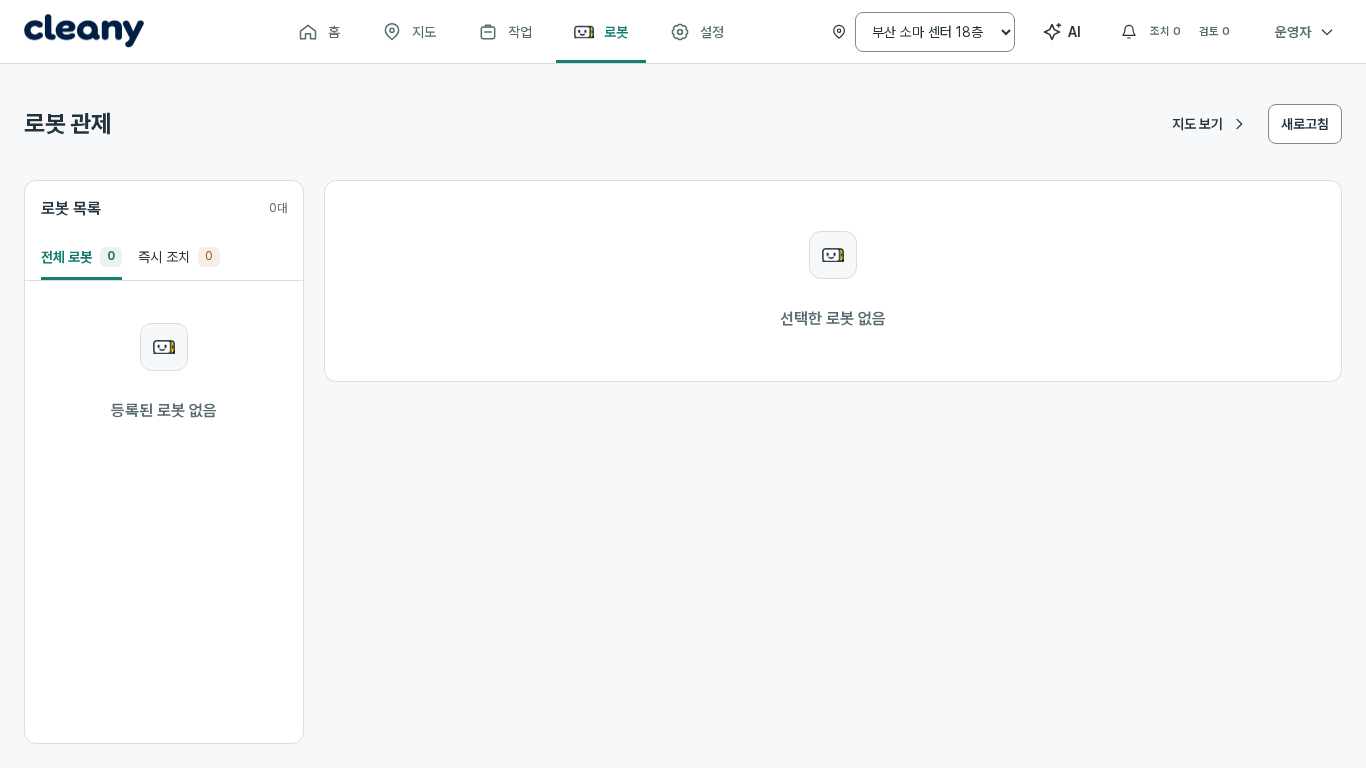 cleany
홈
지도
작업
로봇
설정
부산 소마 센터 18층
AI
조치 0
검토 0
운영자
로봇 관제
지도 보기
새로고침
로봇 목록
0대
전체 로봇 0
즉시 조치 0
등록된 로봇 없음
선택한 로봇 없음